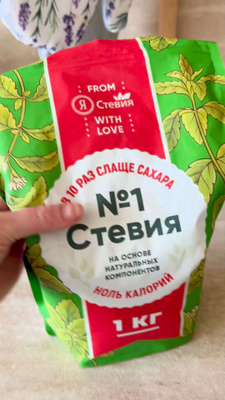 FROM
Я Стевия
WITH
LOVE
В 10 РАЗ СЛАЩЕ САХАРА
№1
Стевия
НА ОСНОВЕ
НАТУРАЛЬНЫХ
КОМПОНЕНТОВ
НОЛЬ КАЛОРИЙ
1 КГ